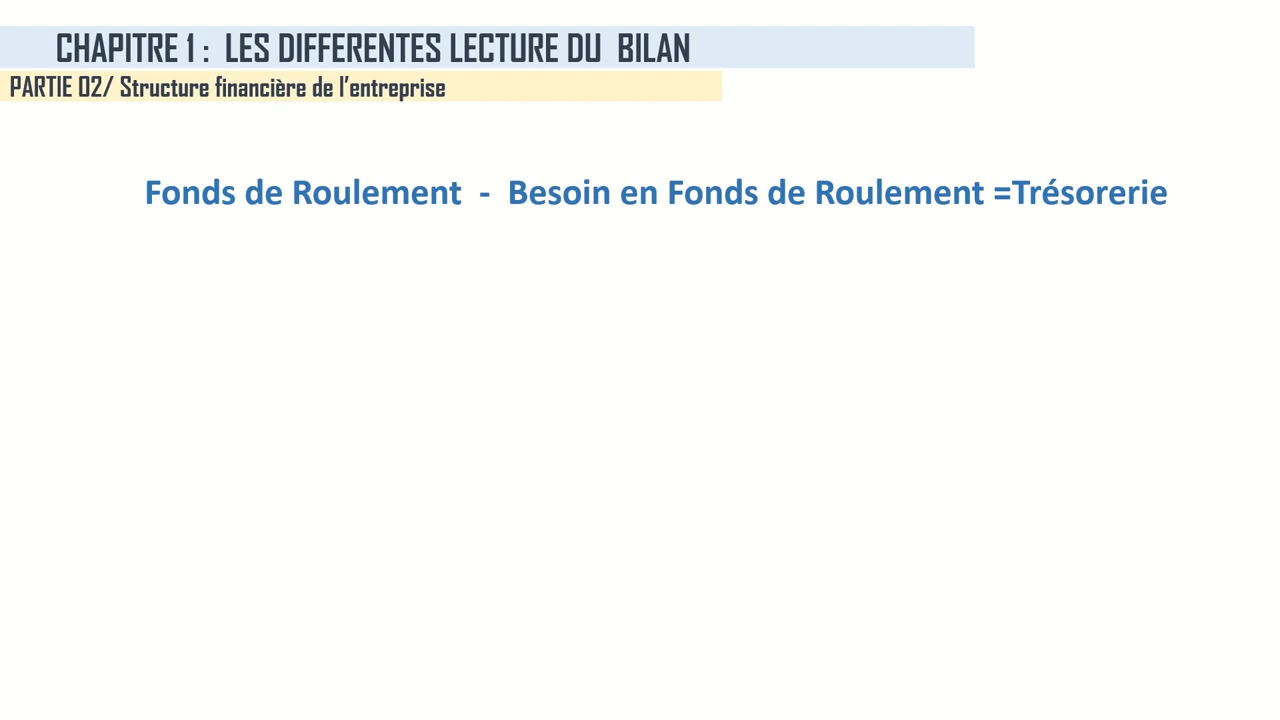 CHAPITRE 1 : LES DIFFERENTES LECTURE DU BILAN
PARTIE 02/ Structure financière de l’entreprise
Fonds de Roulement - Besoin en Fonds de Roulement =Trésorerie